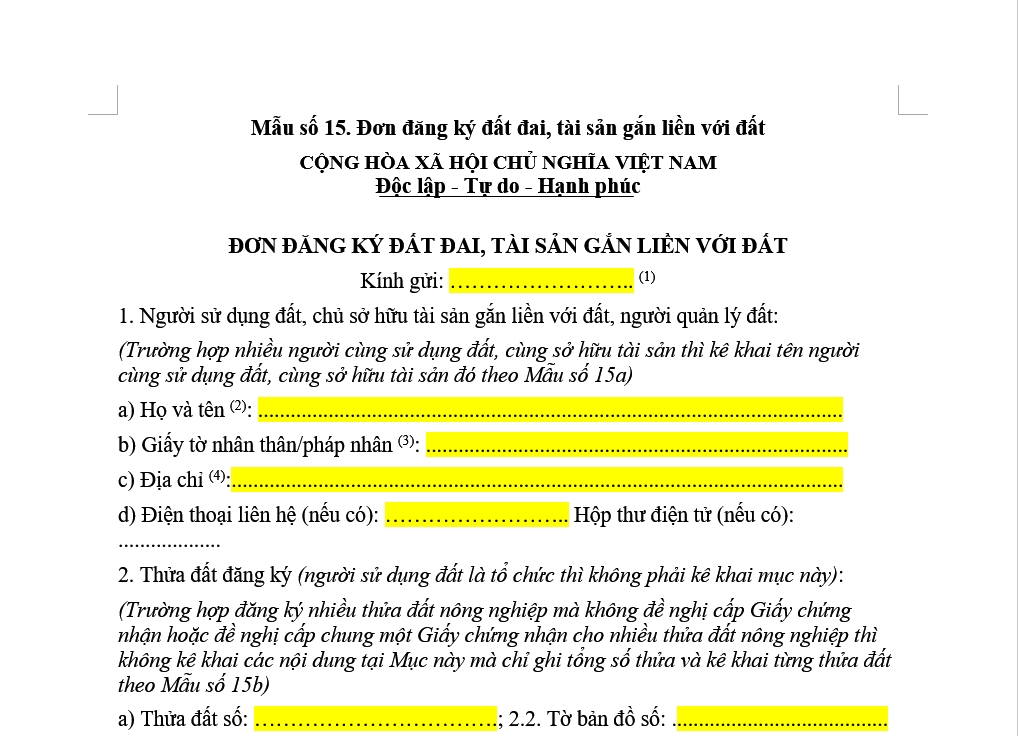 Mẫu số 15. Đơn đăng ký đất đai, tài sản gắn liền với đất
CỘNG HÒA XÃ HỘI CHỦ NGHĨA VIỆT NAM
Độc lập - Tự do - Hạnh phúc
ĐƠN ĐĂNG KÝ ĐẤT ĐAI, TÀI SẢN GẮN LIỀN VỚI ĐẤT
Kính gửi: …………………….. (1)
1. Người sử dụng đất, chủ sở hữu tài sản gắn liền với đất, người quản lý đất:
(Trường hợp nhiều người cùng sử dụng đất, cùng sở hữu tài sản thì kê khai tên người
cùng sử dụng đất, cùng sở hữu tài sản đó theo Mẫu số 15a)
a) Họ và tên (2): ............................................................................................................
b) Giấy tờ nhân thân/pháp nhân (3): ..............................................................................
c) Địa chỉ (4):.................................................................................................................
d) Điện thoại liên hệ (nếu có): …………………….. Hộp thư điện tử (nếu có):
...................
2. Thửa đất đăng ký (người sử dụng đất là tổ chức thì không phải kê khai mục này):
(Trường hợp đăng ký nhiều thửa đất nông nghiệp mà không đề nghị cấp Giấy chứng
nhận hoặc đề nghị cấp chung một Giấy chứng nhận cho nhiều thửa đất nông nghiệp thì
không kê khai các nội dung tại Mục này mà chỉ ghi tổng số thửa và kê khai từng thửa đất
theo Mẫu số 15b)
a) Thửa đất số: …………………………….; 2.2. Tờ bản đồ số: ........................................